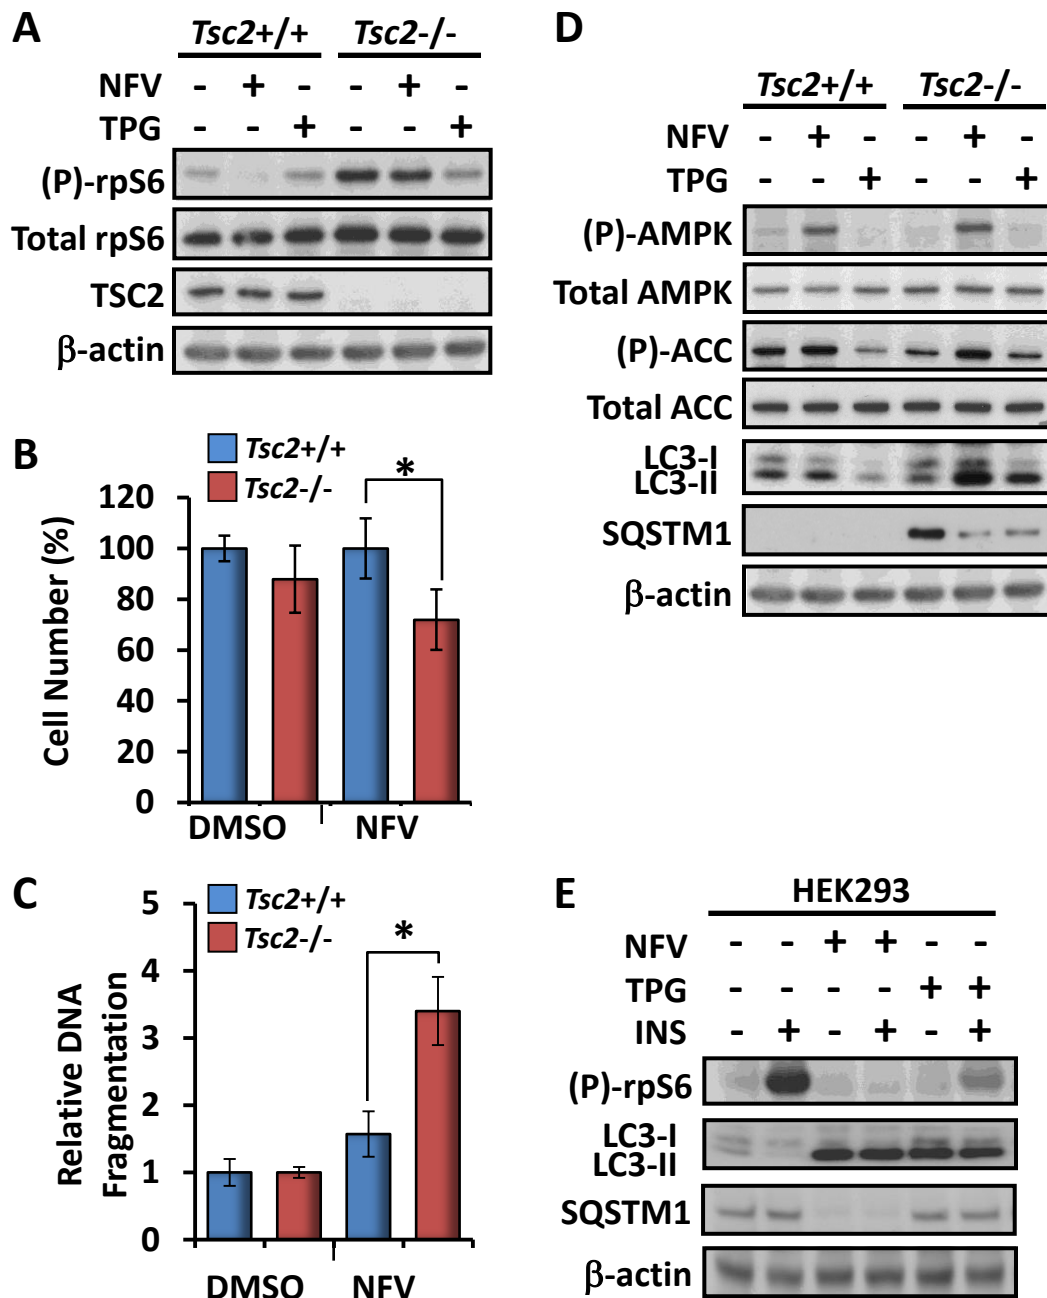 A
Tsc2+/+ Tsc2-/-
NFV - + - - + -
TPG - - + - - +
(P)-rpS6
Total rpS6
TSC2
β-actin
B
Tsc2+/+
Tsc2-/-
*
Cell Number (%)
120
100
80
60
40
20
0
DMSO NFV
C
Tsc2+/+
Tsc2-/-
*
Relative DNA
Fragmentation
5
4
3
2
1
0
DMSO NFV
D
Tsc2+/+ Tsc2-/-
NFV - + - - + -
TPG - - + - - +
(P)-AMPK
Total AMPK
(P)-ACC
Total ACC
LC3-I
LC3-II
SQSTM1
β-actin
E
HEK293
NFV - - + + - -
TPG - - - - + +
INS - + - + - +
(P)-rpS6
LC3-I
LC3-II
SQSTM1
β-actin